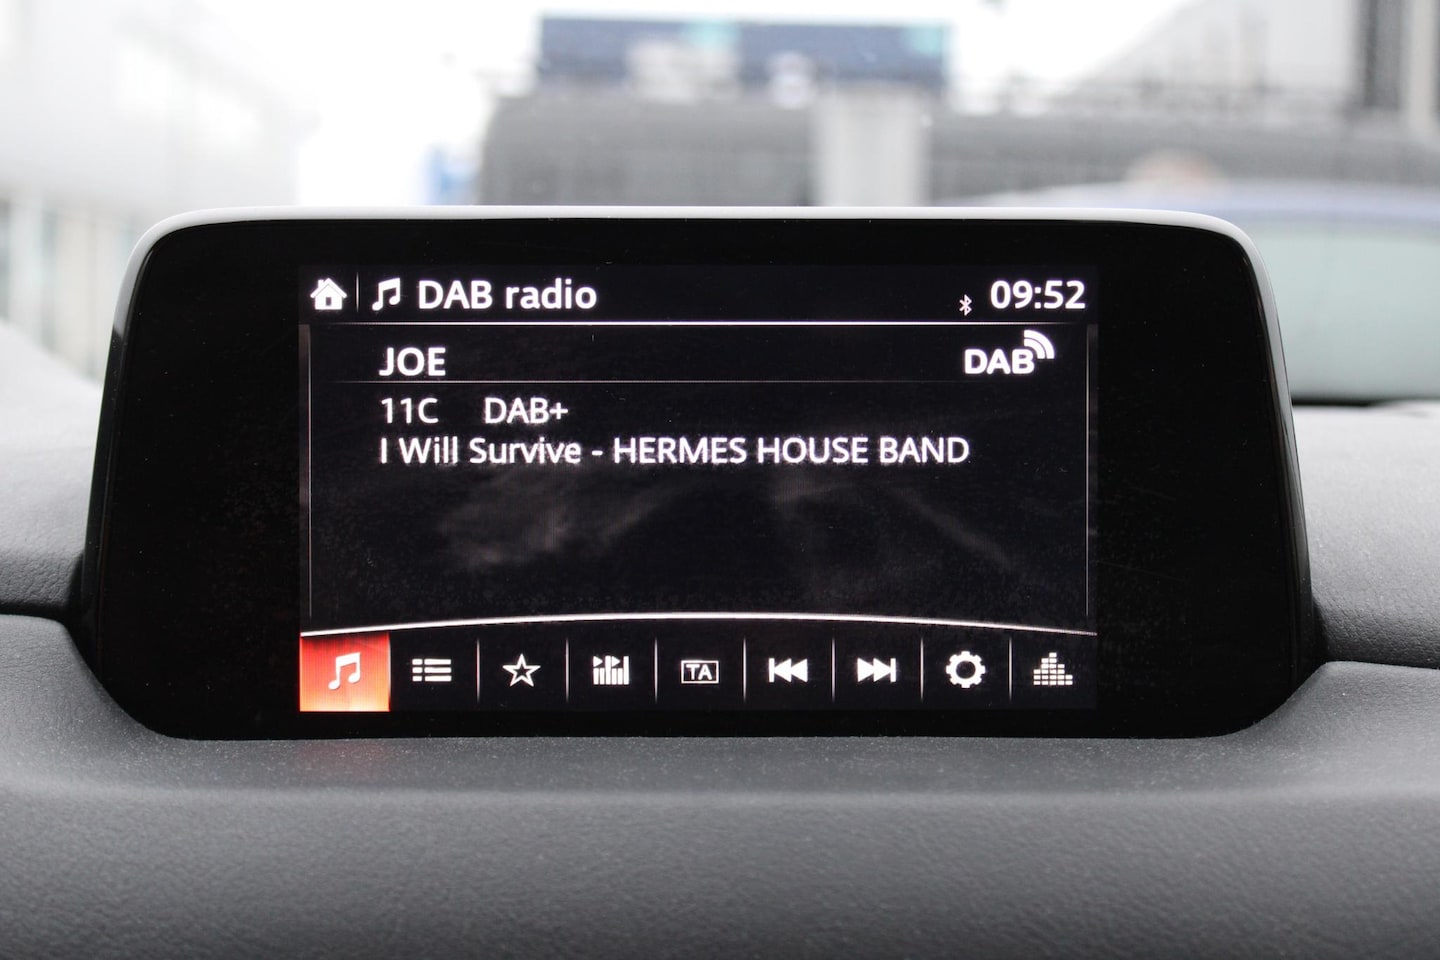 DAB radio 09:52
JOE DAB
11C DAB+
I Will Survive - HERMES HOUSE BAND
TA